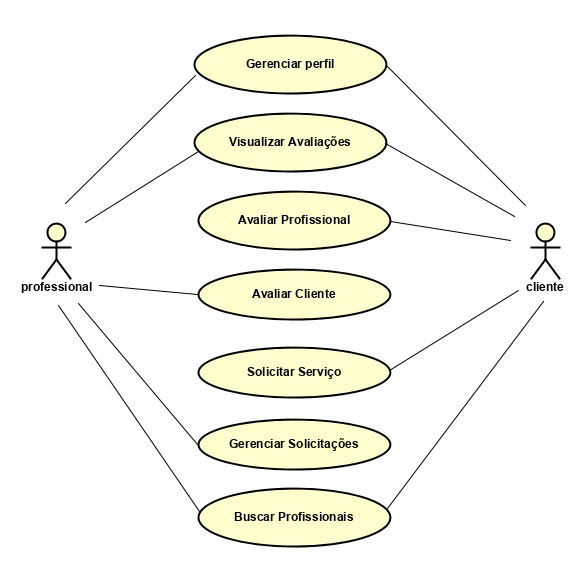 Gerenciar perfil
Visualizar Avaliações
Avaliar Profissional
professional
cliente
Avaliar Cliente
Solicitar Serviço
Gerenciar Solicitações
Buscar Profissionais